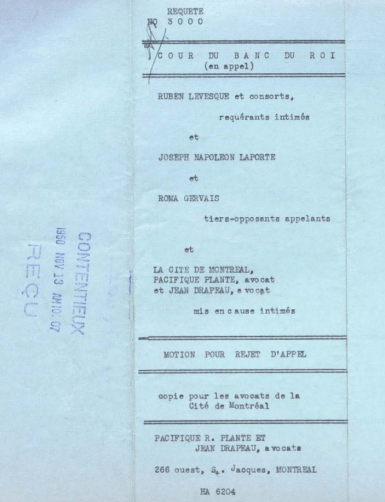 REQUETE
NO 3000
COUR DU BANC DU ROI
(en appel)
RUBEN LEVESQUE et consorts,
requérants intimés
et
JOSEPH NAPOLEON LAPORTE
et
ROMA GERVAIS
tiers-opposants appelants
et
LA CITE DE MONTREAL,
PACIFIQUE PLANTE, avocat
et JEAN DRAPEAU, avocat
mis en cause intimés
MOTION POUR REJET D'APPEL
copie pour les avocats de la
Cité de Montréal
PACIFIQUE R. PLANTE ET
JEAN DRAPEAU, avocats
266 ouest, St. Jacques, MONTREAL
HA 6204
CONTENTIEUX
1950 NOV 13 AM 10:07
REÇU